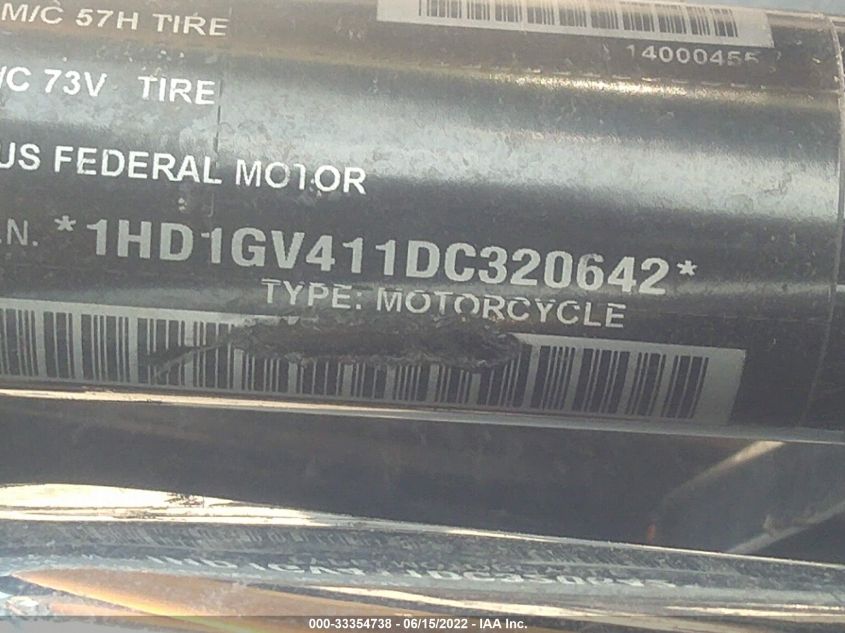 M/C 57H TIRE
14000455
/C 73V TIRE
US FEDERAL MOTOR
.N. *1HD1GV411DC320642*
TYPE: MOTORCYCLE
000-33354738 - 06/15/2022 - IAA Inc.